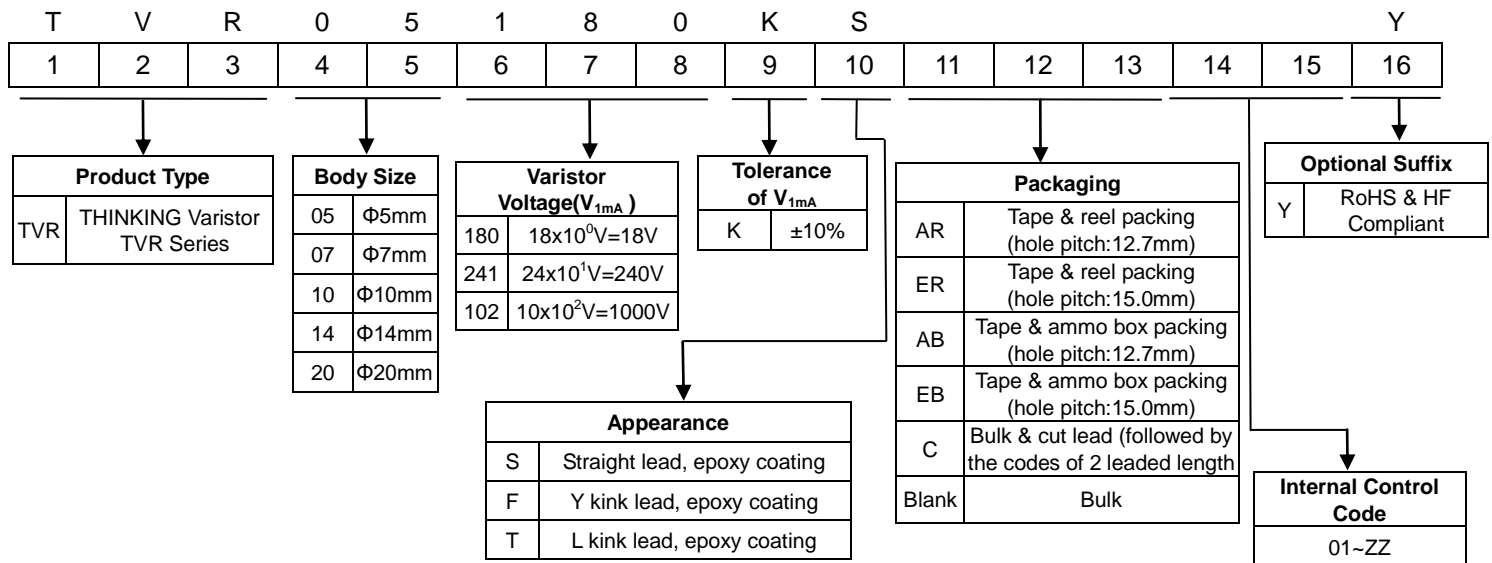 T V R 0 5 1 8 0 K S Y
1 2 3 4 5 6 7 8 9 10 11 12 13 14 15 16
Product Type
TVR THINKING Varistor
TVR Series
Body Size
05 Φ5mm
07 Φ7mm
10 Φ10mm
14 Φ14mm
20 Φ20mm
Varistor
Voltage(V1mA )
180 18x10⁰V=18V
241 24x10¹V=240V
102 10x10²V=1000V
Tolerance
of V1mA
K ±10%
Appearance
S Straight lead, epoxy coating
F Y kink lead, epoxy coating
T L kink lead, epoxy coating
Packaging
AR Tape & reel packing
(hole pitch:12.7mm)
ER Tape & reel packing
(hole pitch:15.0mm)
AB Tape & ammo box packing
(hole pitch:12.7mm)
EB Tape & ammo box packing
(hole pitch:15.0mm)
C Bulk & cut lead (followed by
the codes of 2 leaded length
Blank Bulk
Optional Suffix
Y RoHS & HF
Compliant
Internal Control
Code
01~ZZ